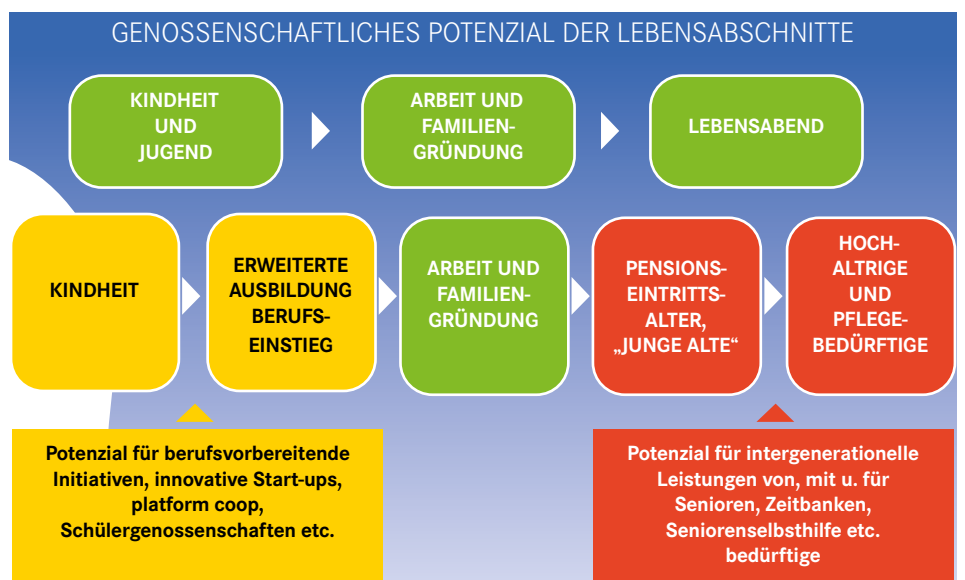 GENOSSENSCHAFTLICHES POTENZIAL DER LEBENSABSCHNITTE
KINDHEIT
UND
JUGEND
ARBEIT UND
FAMILIEN-
GRÜNDUNG
LEBENSABEND
KINDHEIT
ERWEITERTE
AUSBILDUNG
BERUFS-
EINSTIEG
ARBEIT UND
FAMILIEN-
GRÜNDUNG
PENSIONS-
EINTRITTS-
ALTER,
„JUNGE ALTE“
HOCH-
ALTRIGE
UND
PFLEGE-
BEDÜRFTIGE
Potenzial für berufsvorbereitende
Initiativen, innovative Start-ups,
platform coop,
Schülergenossenschaften etc.
Potenzial für intergenerationelle
Leistungen von, mit u. für
Senioren, Zeitbanken,
Seniorenselbsthilfe etc.
bedürftige